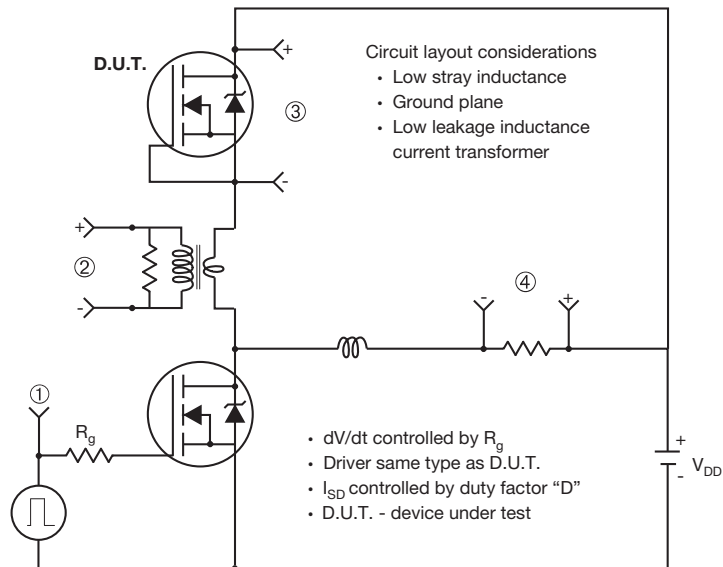 D.U.T.
+
Circuit layout considerations
• Low stray inductance
• Ground plane
• Low leakage inductance
current transformer
③
-
+
②
-
④
- +
①
R_g
• dV/dt controlled by R_g
• Driver same type as D.U.T.
• I_SD controlled by duty factor “D”
• D.U.T. - device under test
+
V_DD
-